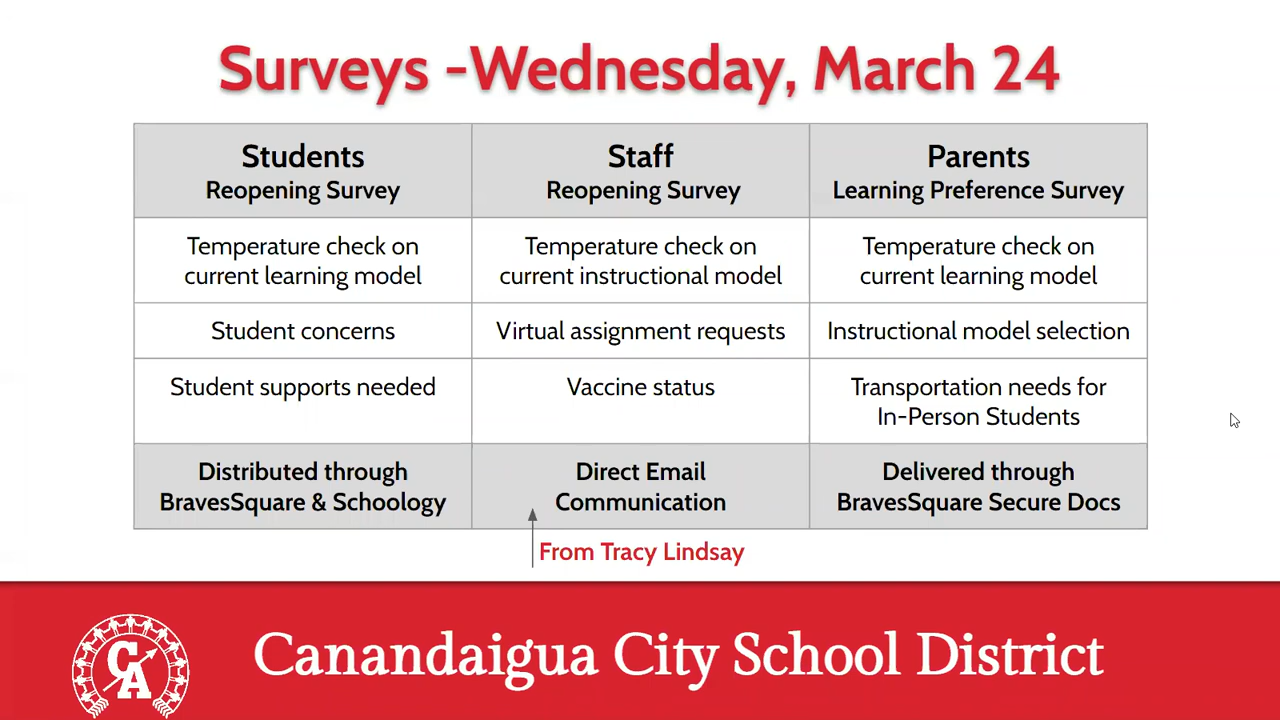 Surveys -Wednesday, March 24
Students
Reopening Survey
Staff
Reopening Survey
Parents
Learning Preference Survey
Temperature check on
current learning model
Temperature check on
current instructional model
Temperature check on
current learning model
Student concerns
Virtual assignment requests
Instructional model selection
Student supports needed
Vaccine status
Transportation needs for
In-Person Students
Distributed through
BravesSquare & Schoology
Direct Email
Communication
Delivered through
BravesSquare Secure Docs
From Tracy Lindsay
CA
Canandaigua City School District